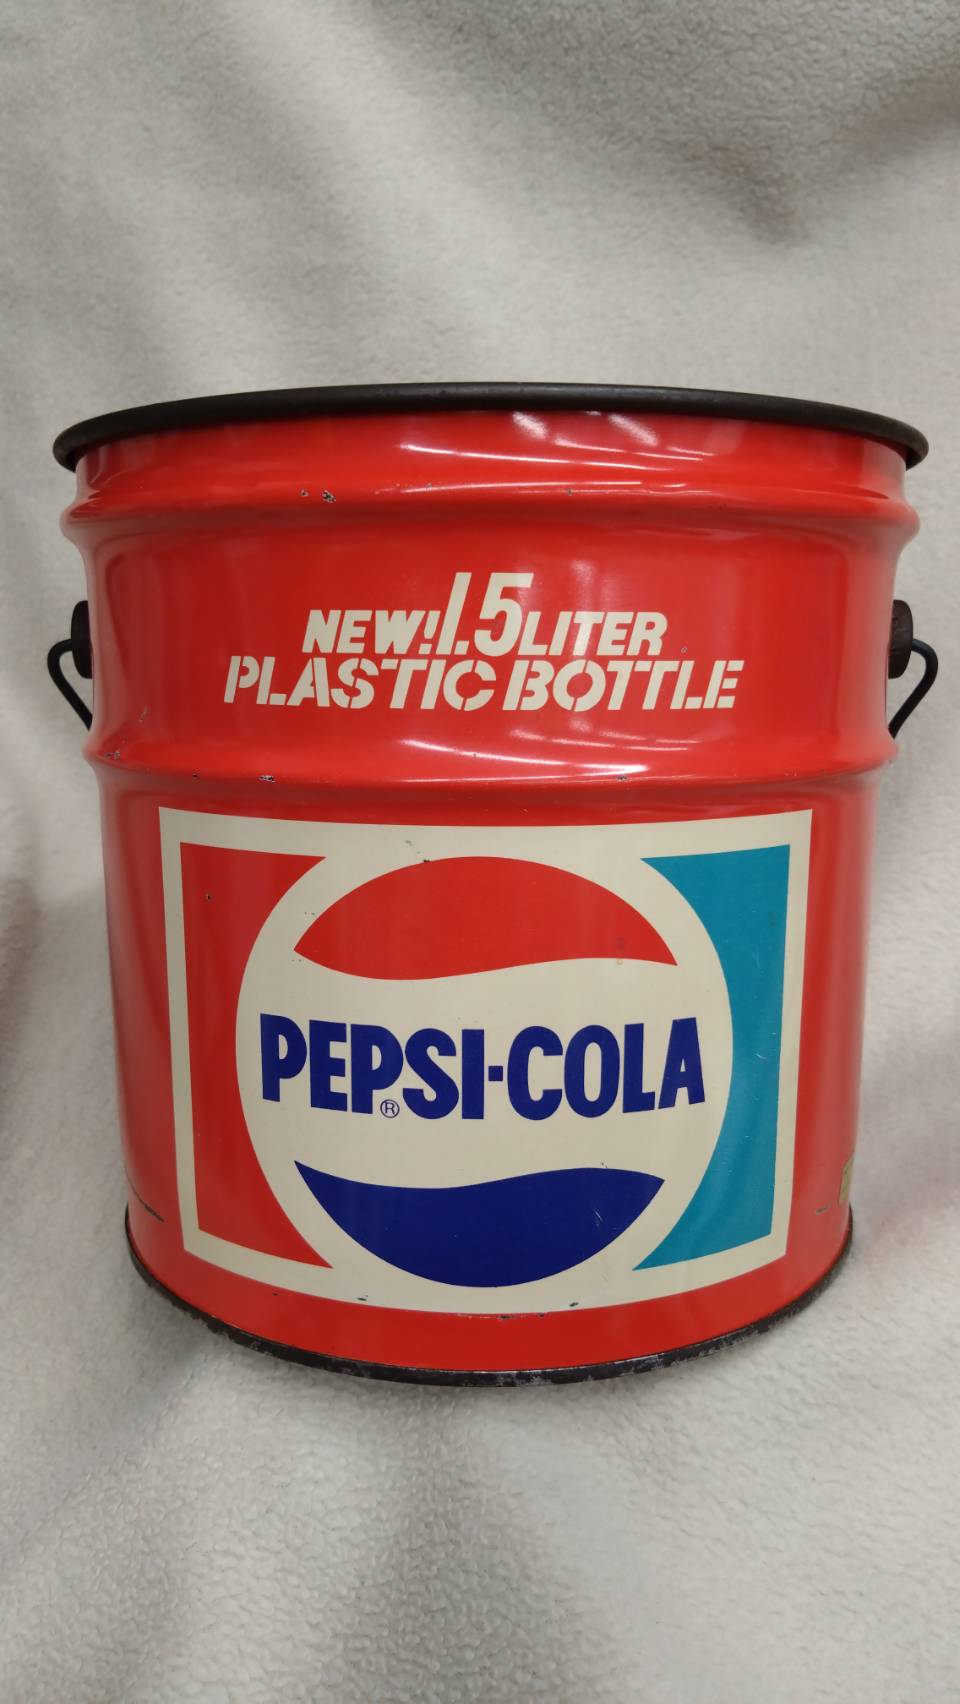 NEW! 1.5 LITER
PLASTIC BOTTLE
PEPSI-COLA
®